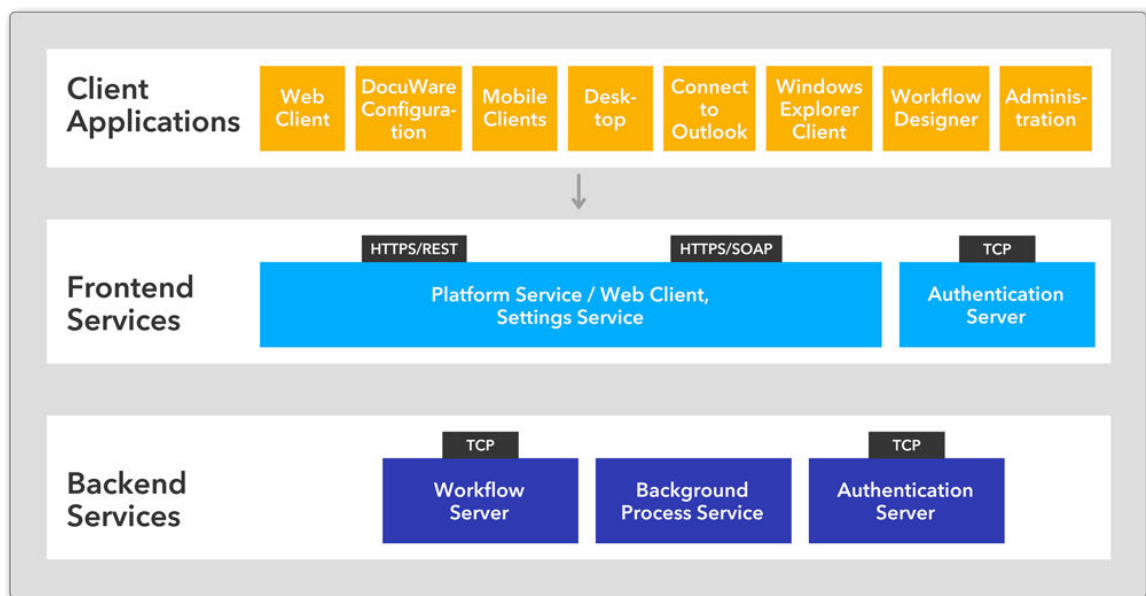 Client
Applications
Web
Client
DocuWare
Configura-
tion
Mobile
Clients
Desk-
top
Connect
to
Outlook
Windows
Explorer
Client
Workflow
Designer
Adminis-
tration
Frontend
Services
HTTPS/REST
HTTPS/SOAP
Platform Service / Web Client,
Settings Service
TCP
Authentication
Server
Backend
Services
TCP
Workflow
Server
Background
Process Service
TCP
Authentication
Server